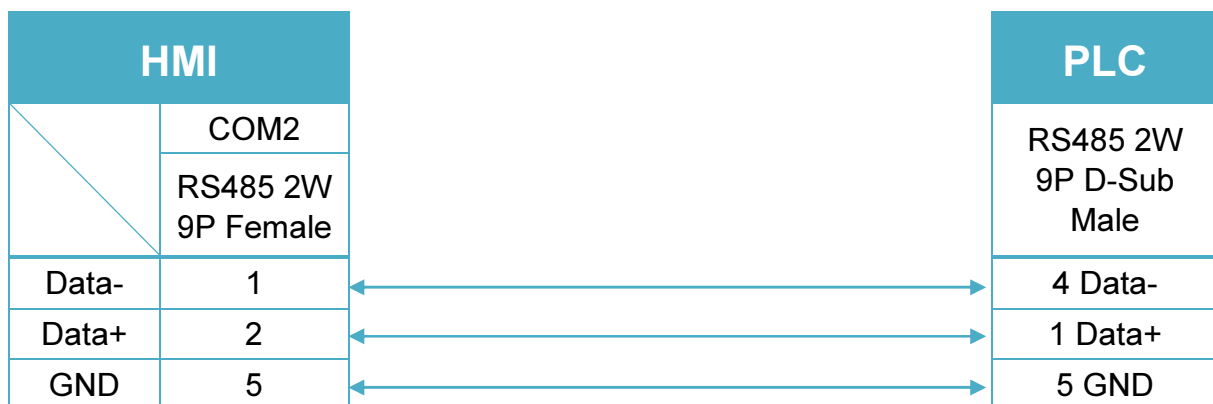 HMI
PLC
COM2
RS485 2W
9P Female
RS485 2W
9P D-Sub
Male
Data- 1 4 Data-
Data+ 2 1 Data+
GND 5 5 GND